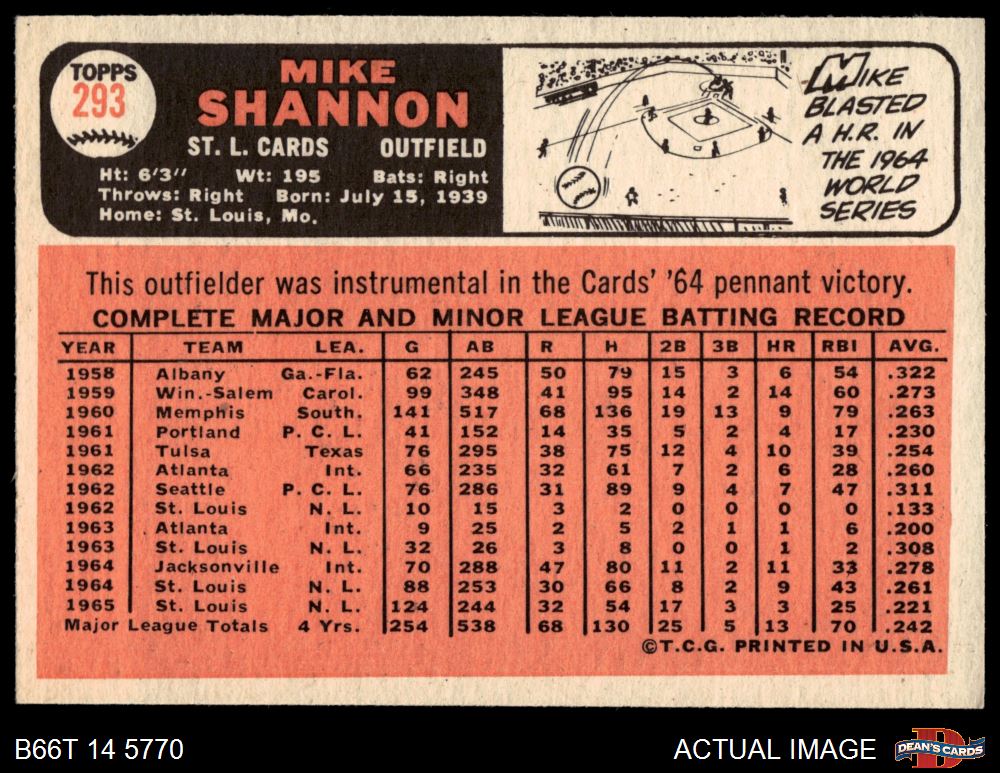 TOPPS
293
MIKE
SHANNON
ST. L. CARDS OUTFIELD
Ht: 6'3" Wt: 195 Bats: Right
Throws: Right Born: July 15, 1939
Home: St. Louis, Mo.
MIKE
BLASTED
A H.R. IN
THE 1964
WORLD
SERIES
This outfielder was instrumental in the Cards' '64 pennant victory.
COMPLETE MAJOR AND MINOR LEAGUE BATTING RECORD
YEAR TEAM LEA. G AB R H 2B 3B HR RBI AVG.
1958 Albany Ga.-Fla. 62 245 50 79 15 3 6 54 .322
1959 Win.-Salem Carol. 99 348 41 95 14 2 14 60 .273
1960 Memphis South. 141 517 68 136 19 13 9 79 .263
1961 Portland P. C. L. 41 152 14 35 5 2 4 17 .230
1961 Tulsa Texas 76 295 38 75 12 4 10 39 .254
1962 Atlanta Int. 66 235 32 61 7 2 6 28 .260
1962 Seattle P. C. L. 76 286 31 89 9 4 7 47 .311
1962 St. Louis N. L. 10 15 3 2 0 0 0 0 .133
1963 Atlanta Int. 9 25 2 5 2 1 1 6 .200
1963 St. Louis N. L. 32 26 3 8 0 0 1 2 .308
1964 Jacksonville Int. 70 288 47 80 11 2 11 33 .278
1964 St. Louis N. L. 88 253 30 66 8 2 9 43 .261
1965 St. Louis N. L. 124 244 32 54 17 3 3 25 .221
Major League Totals 4 Yrs. 254 538 68 130 25 5 13 70 .242
©T.C.G. PRINTED IN U.S.A.
B66T 14 5770
ACTUAL IMAGE
D
DEAN'S CARDS